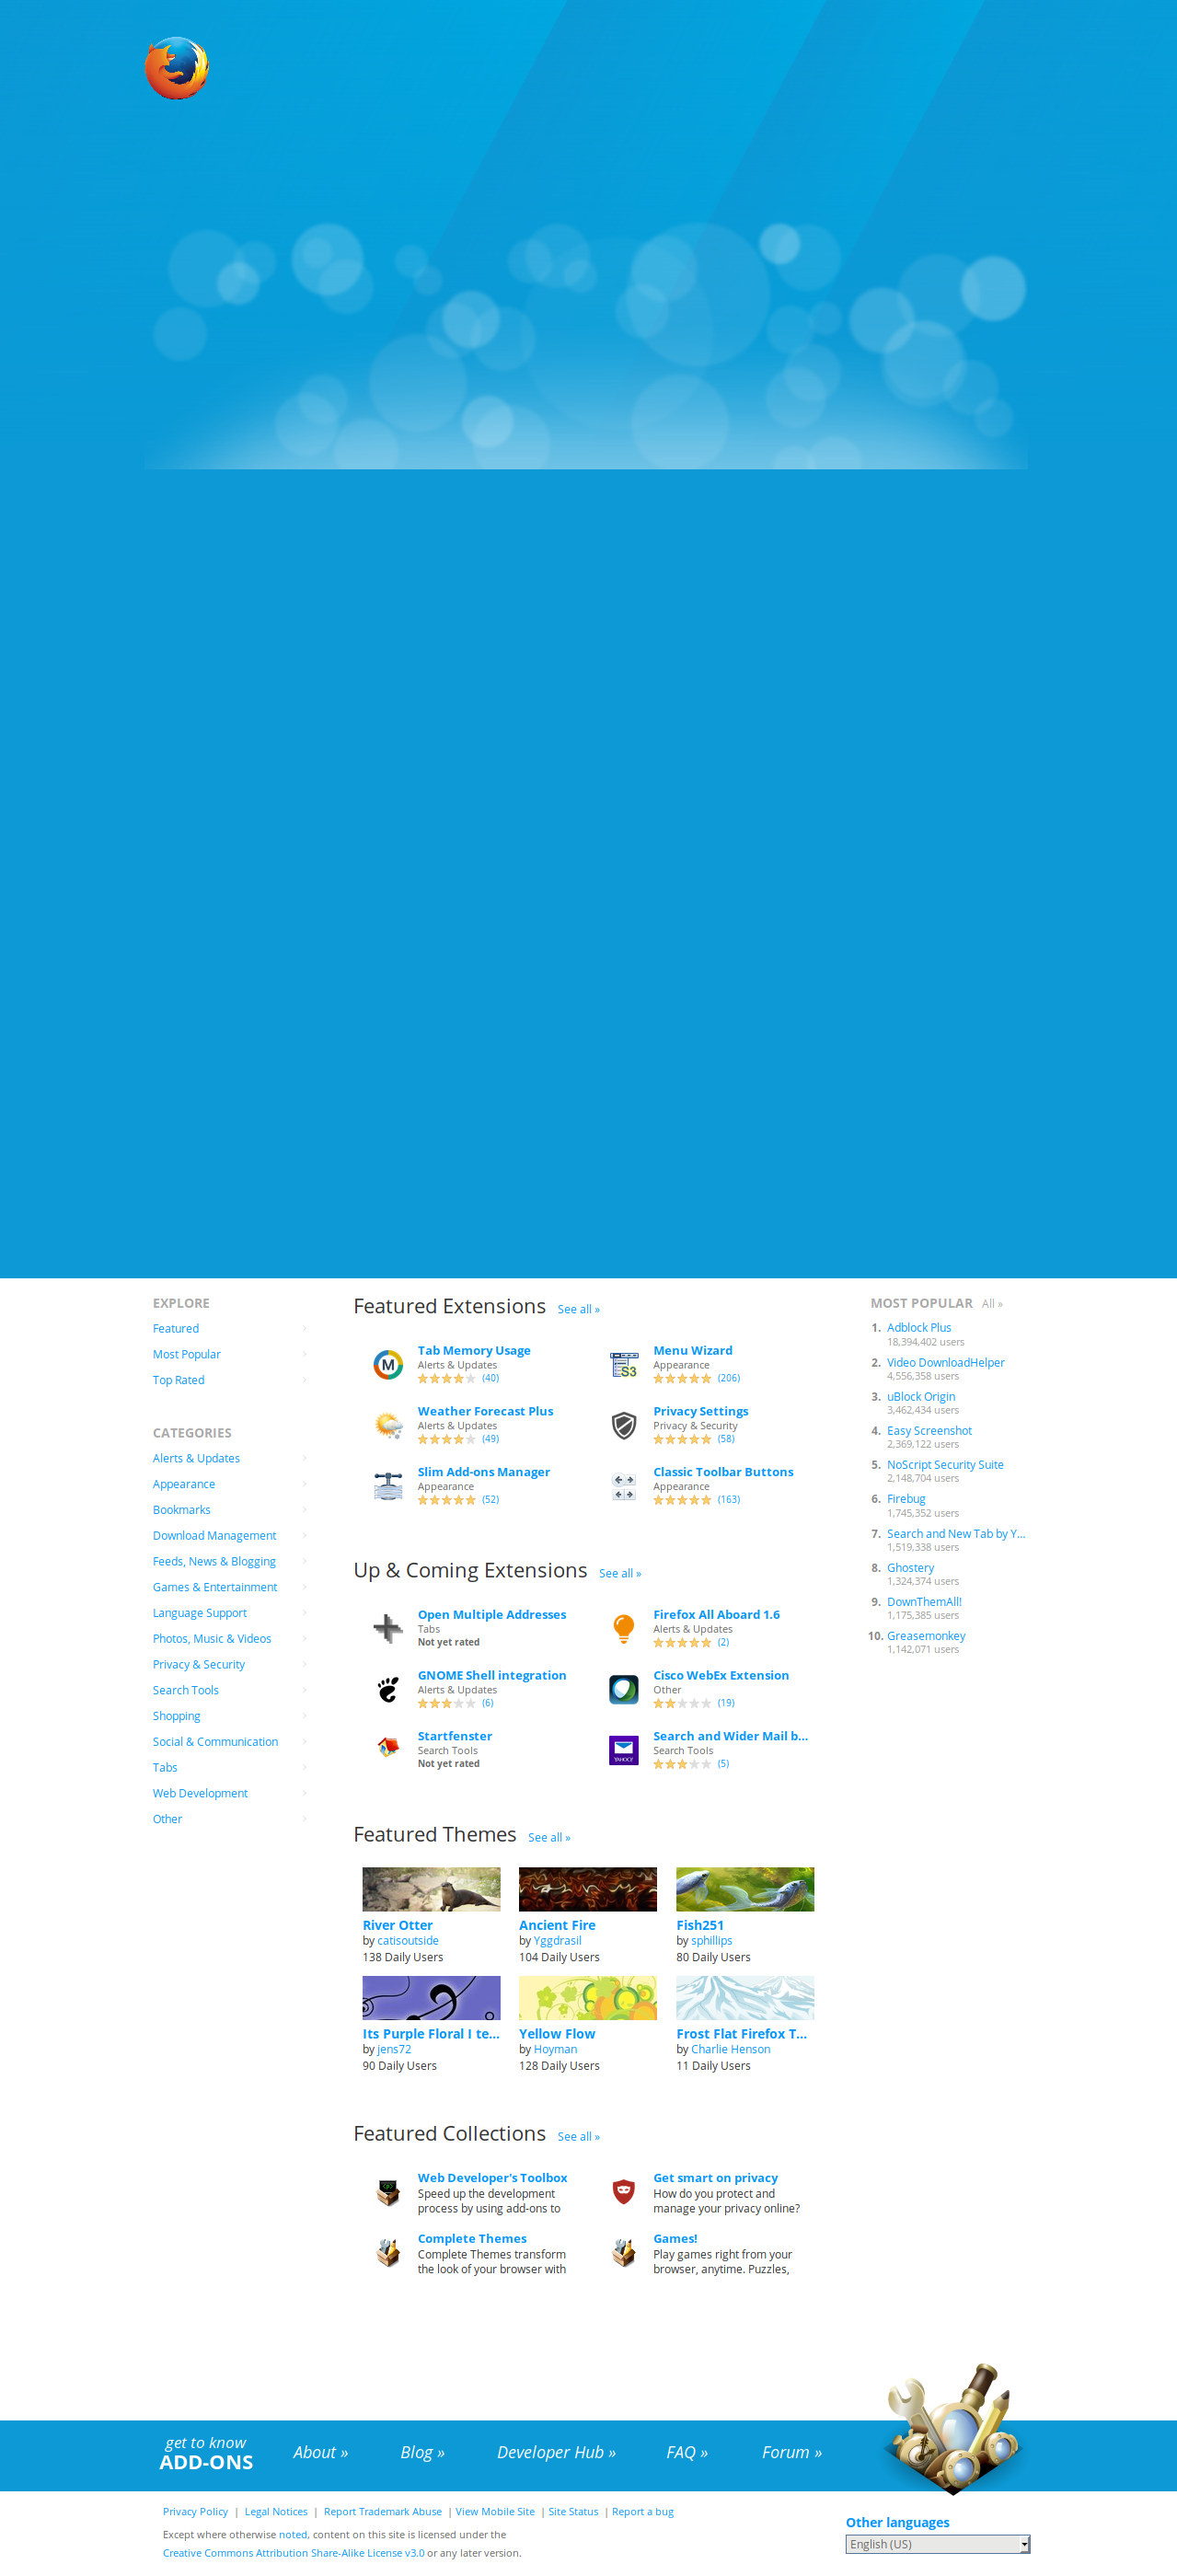 EXPLORE
Featured
Most Popular
Top Rated
CATEGORIES
Alerts & Updates
Appearance
Bookmarks
Download Management
Feeds, News & Blogging
Games & Entertainment
Language Support
Photos, Music & Videos
Privacy & Security
Search Tools
Shopping
Social & Communication
Tabs
Web Development
Other
Featured Extensions See all »
Tab Memory Usage
Alerts & Updates
(40)
Menu Wizard
Appearance
(206)
Weather Forecast Plus
Alerts & Updates
(49)
Privacy Settings
Privacy & Security
(58)
Slim Add-ons Manager
Appearance
(52)
Classic Toolbar Buttons
Appearance
(163)
Up & Coming Extensions See all »
Open Multiple Addresses
Tabs
Not yet rated
Firefox All Aboard 1.6
Alerts & Updates
(2)
GNOME Shell integration
Alerts & Updates
(6)
Cisco WebEx Extension
Other
(19)
Startfenster
Search Tools
Not yet rated
Search and Wider Mail b...
Search Tools
(5)
Featured Themes See all »
River Otter
by catisoutside
138 Daily Users
Ancient Fire
by Yggdrasil
104 Daily Users
Fish251
by sphillips
80 Daily Users
Its Purple Floral I te...
by jens72
90 Daily Users
Yellow Flow
by Hoyman
128 Daily Users
Frost Flat Firefox T...
by Charlie Henson
11 Daily Users
Featured Collections See all »
Web Developer's Toolbox
Speed up the development
process by using add-ons to
Get smart on privacy
How do you protect and
manage your privacy online?
Complete Themes
Complete Themes transform
the look of your browser with
Games!
Play games right from your
browser, anytime. Puzzles,
MOST POPULAR All »
1. Adblock Plus
18,394,402 users
2. Video DownloadHelper
4,556,358 users
3. uBlock Origin
3,462,434 users
4. Easy Screenshot
2,369,122 users
5. NoScript Security Suite
2,148,704 users
6. Firebug
1,745,352 users
7. Search and New Tab by Y...
1,519,338 users
8. Ghostery
1,324,374 users
9. DownThemAll!
1,175,385 users
10. Greasemonkey
1,142,071 users
get to know
ADD-ONS
About » Blog » Developer Hub » FAQ » Forum »
Privacy Policy | Legal Notices | Report Trademark Abuse | View Mobile Site | Site Status | Report a bug
Except where otherwise noted, content on this site is licensed under the
Creative Commons Attribution Share-Alike License v3.0 or any later version.
Other languages
English (US)